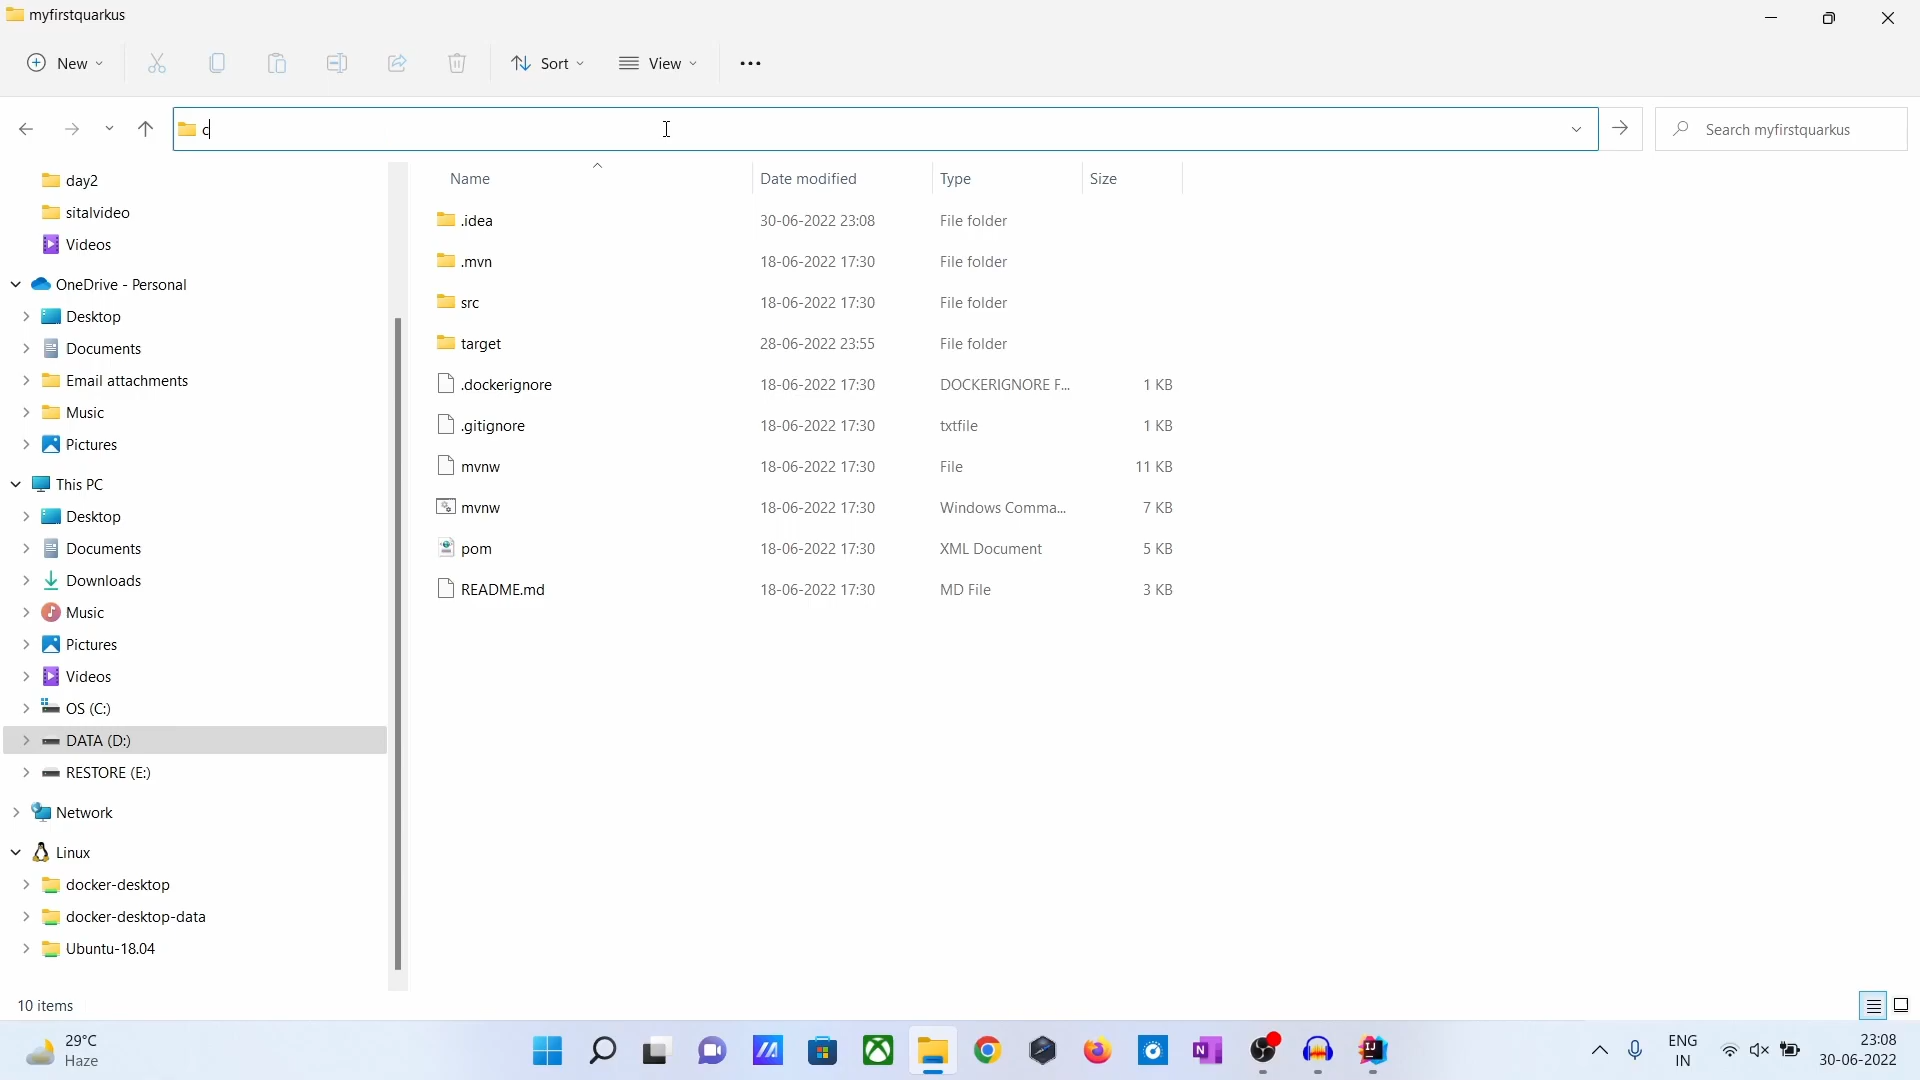 myfirstquarkus
New
Sort
View
c
Search myfirstquarkus
day2
sitalvideo
Videos
OneDrive - Personal
Desktop
Documents
Email attachments
Music
Pictures
This PC
Desktop
Documents
Downloads
Music
Pictures
Videos
OS (C:)
DATA (D:)
RESTORE (E:)
Network
Linux
docker-desktop
docker-desktop-data
Ubuntu-18.04
Name Date modified Type Size
.idea 30-06-2022 23:08 File folder
.mvn 18-06-2022 17:30 File folder
src 18-06-2022 17:30 File folder
target 28-06-2022 23:55 File folder
.dockerignore 18-06-2022 17:30 DOCKERIGNORE F... 1 KB
.gitignore 18-06-2022 17:30 txtfile 1 KB
mvnw 18-06-2022 17:30 File 11 KB
mvnw 18-06-2022 17:30 Windows Comma... 7 KB
pom 18-06-2022 17:30 XML Document 5 KB
README.md 18-06-2022 17:30 MD File 3 KB
10 items
29°C
Haze
ENG
IN
23:08
30-06-2022